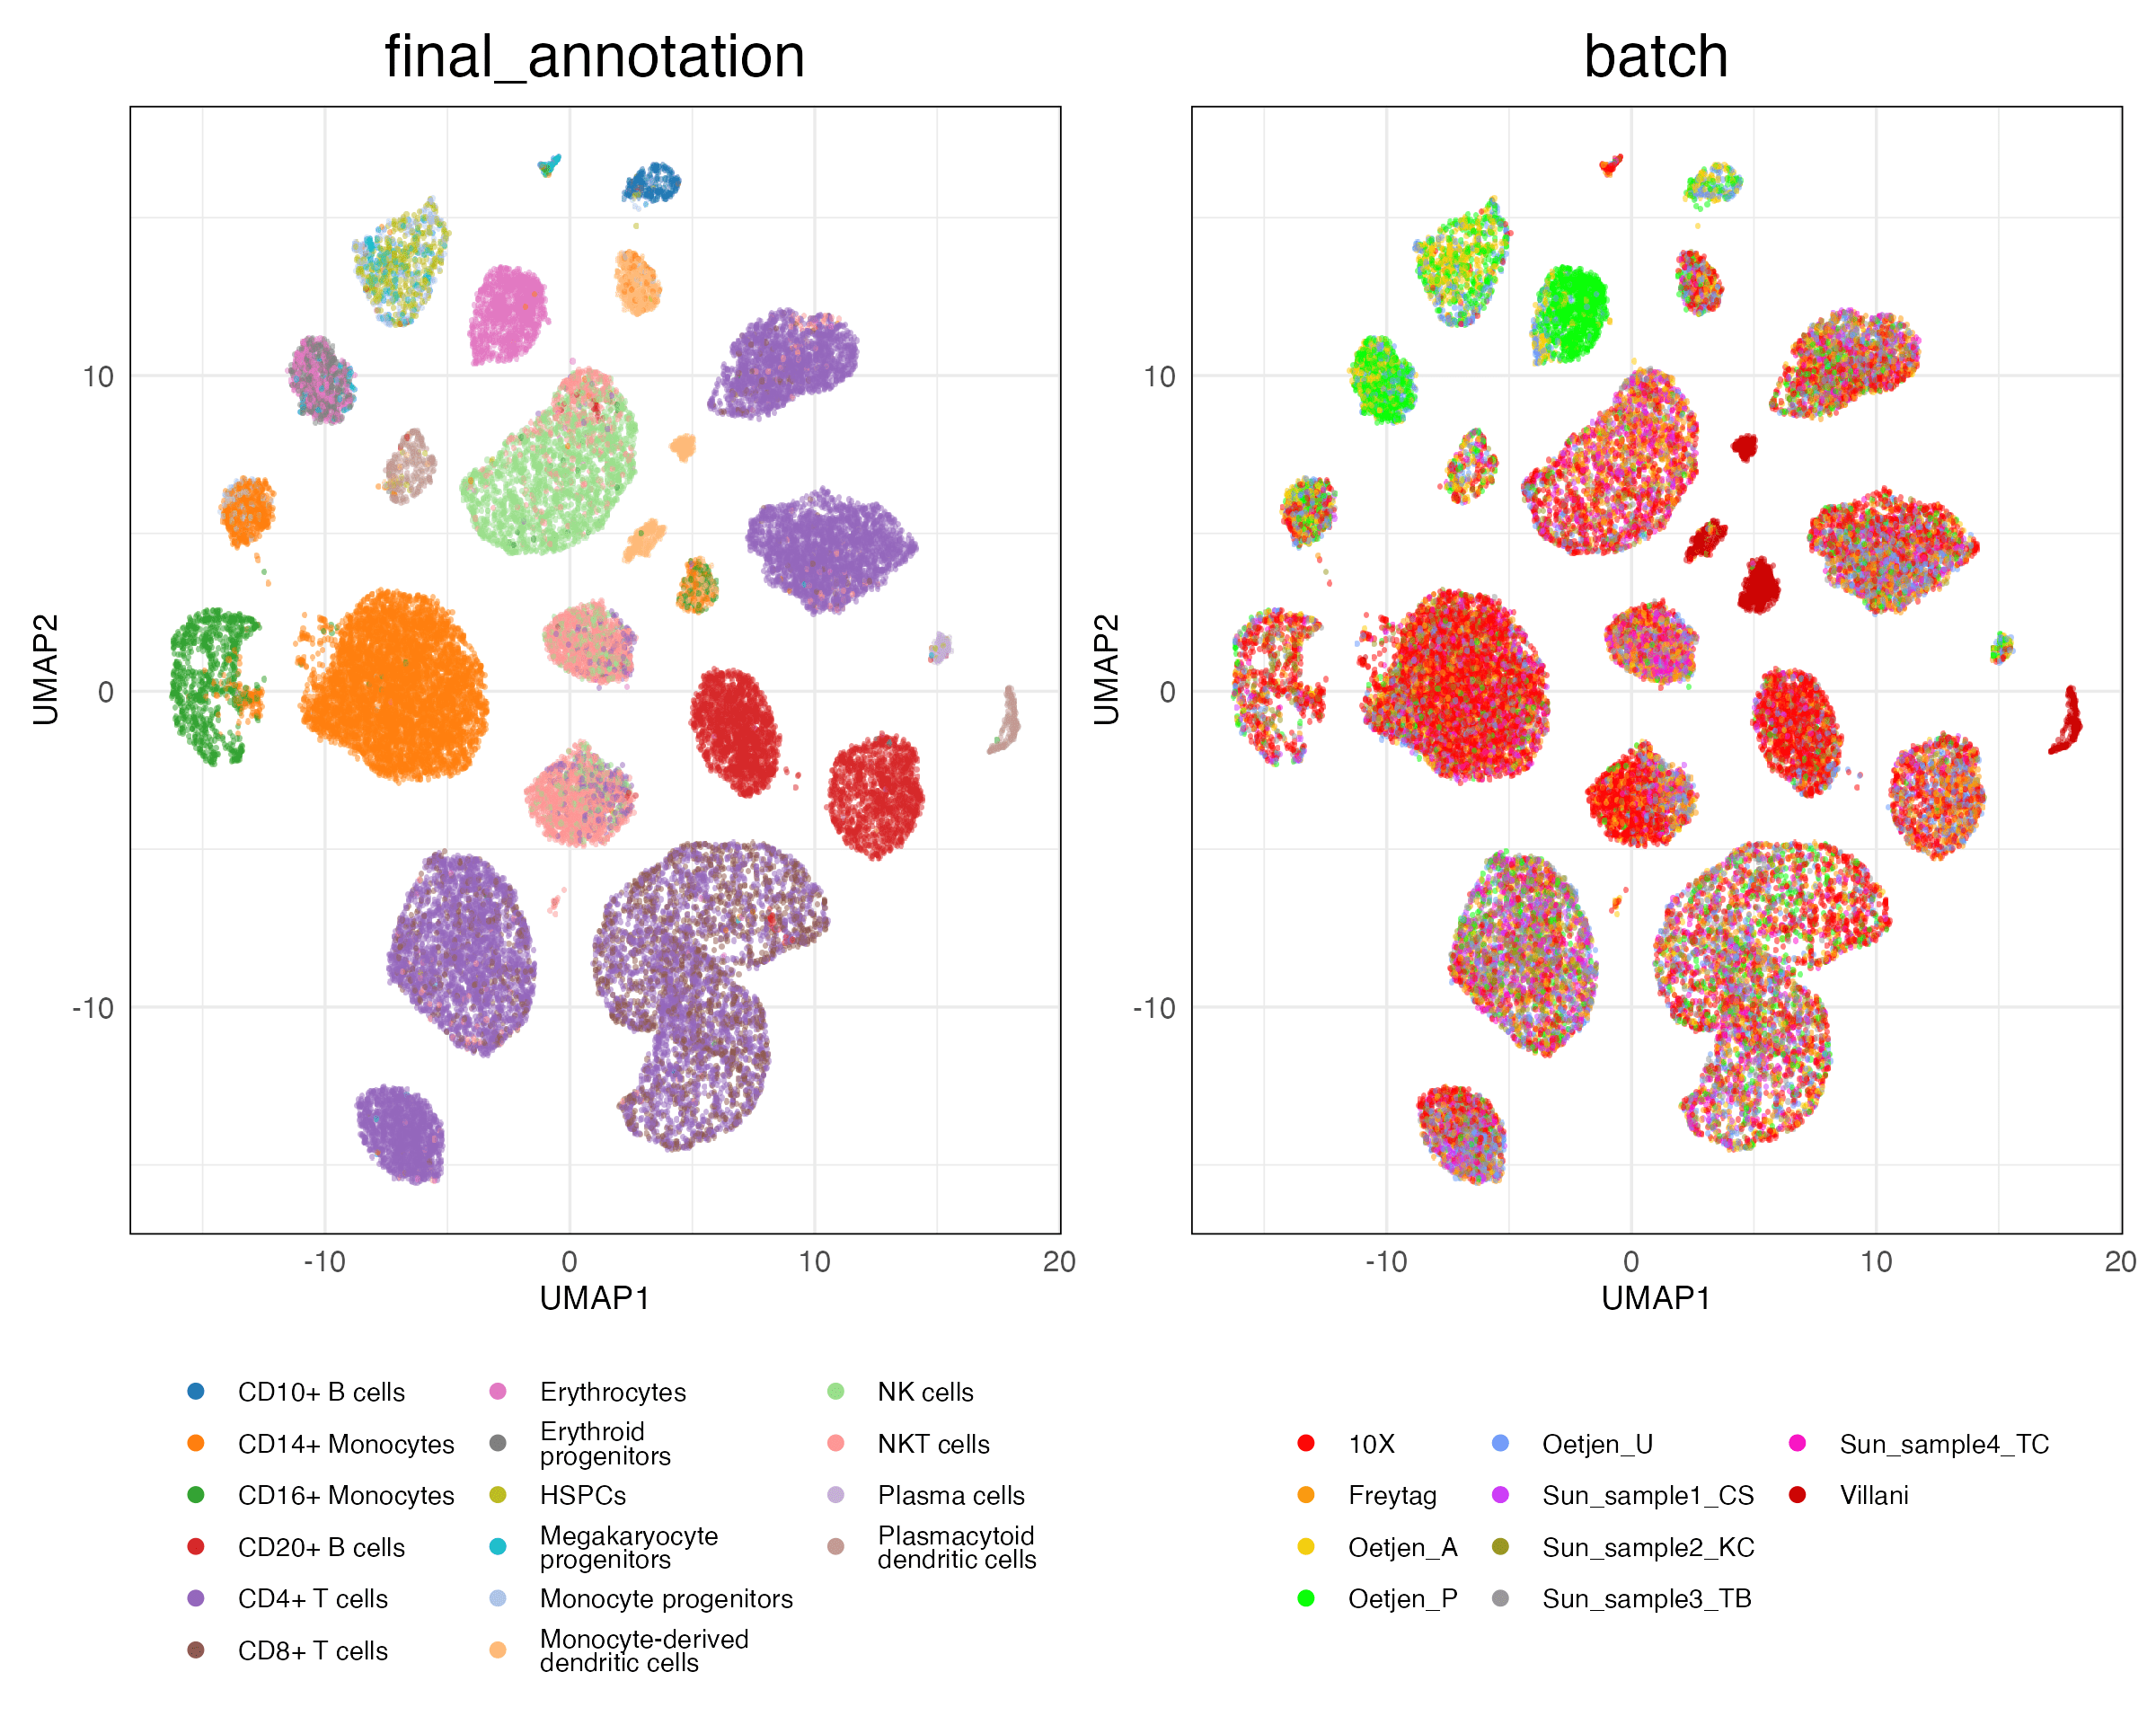 final_annotation
batch
UMAP2
10
0
-10
-10
0
10
20
UMAP1
UMAP2
10
0
-10
-10
0
10
20
UMAP1
CD10+ B cells
CD14+ Monocytes
CD16+ Monocytes
CD20+ B cells
CD4+ T cells
CD8+ T cells
Erythrocytes
Erythroid
progenitors
HSPCs
Megakaryocyte
progenitors
Monocyte progenitors
Monocyte-derived
dendritic cells
NK cells
NKT cells
Plasma cells
Plasmacytoid
dendritic cells
10X
Freytag
Oetjen_A
Oetjen_P
Oetjen_U
Sun_sample1_CS
Sun_sample2_KC
Sun_sample3_TB
Sun_sample4_TC
Villani